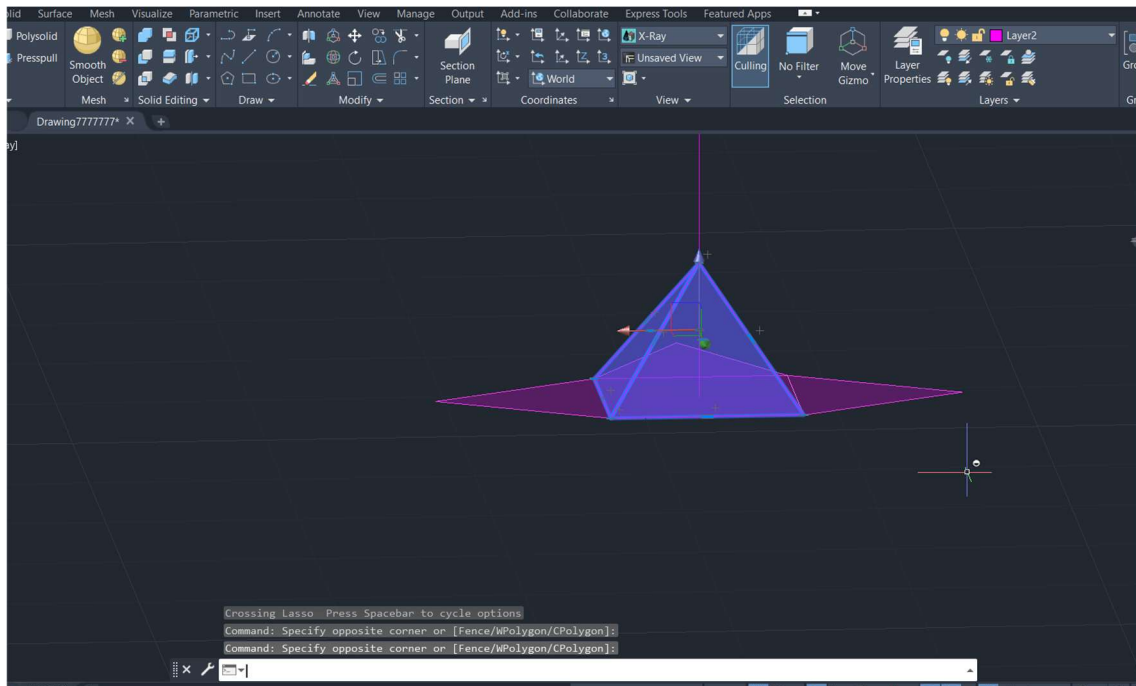 olid Surface Mesh Visualize Parametric Insert Annotate View Manage Output Add-ins Collaborate Express Tools Featured Apps
Polysolid
Presspull
Smooth
Object
Mesh
Solid Editing
Draw
Modify
Section
Plane
Section
World
Coordinates
X-Ray
Unsaved View
View
Culling
No Filter
Move
Gizmo
Selection
Layer
Properties
Layer2
Layers
Gro
Gr
Drawing7777777*
ay]
Crossing Lasso Press Spacebar to cycle options
Command: Specify opposite corner or [Fence/WPolygon/CPolygon]:
Command: Specify opposite corner or [Fence/WPolygon/CPolygon]: